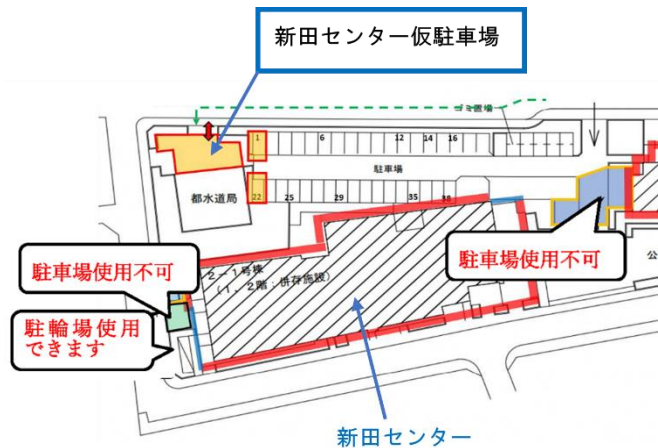 新田センター仮駐車場
ゴミ置場
1 6 12 14 16
駐車場
都水道局
22 25 29 35 38
駐車場使用不可
2－1号棟
（1、2階：併存施設）
駐車場使用不可
公
駐輪場使用
できます
新田センター